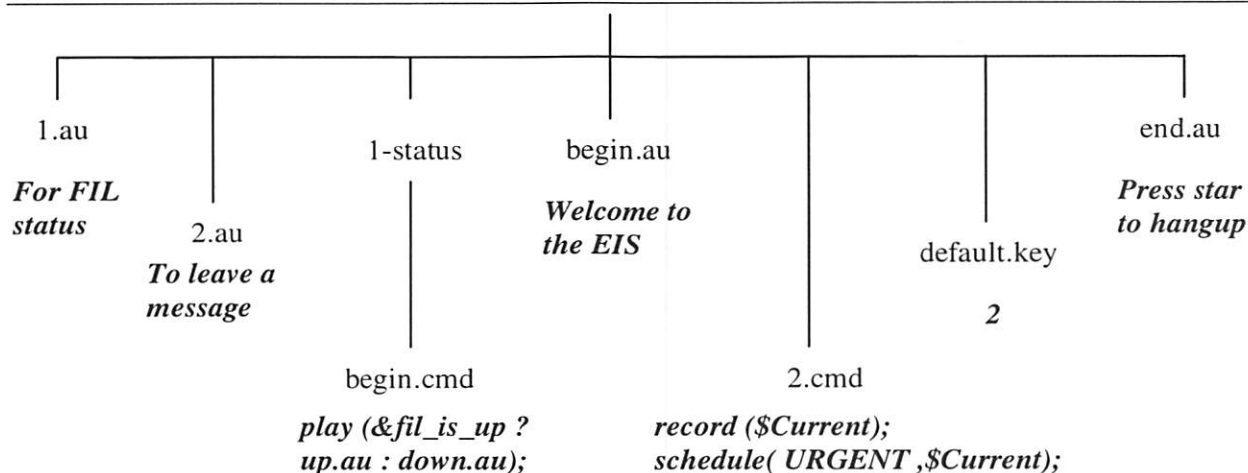 1.au
For FIL
status
2.au
To leave a
message
1-status
begin.cmd
play (&fil_is_up ?
up.au : down.au);
begin.au
Welcome to
the EIS
2.cmd
record ($Current);
schedule( URGENT ,$Current);
default.key
2
end.au
Press star
to hangup